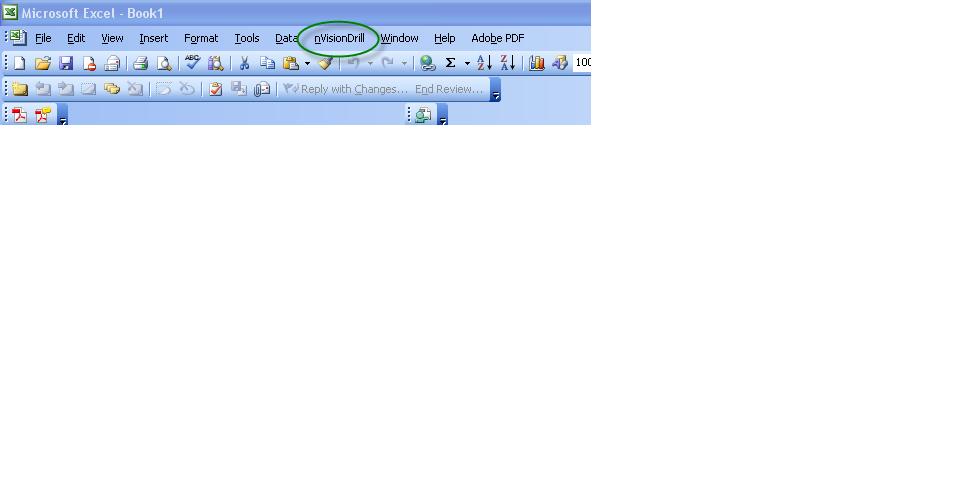 Microsoft Excel - Book1
File Edit View Insert Format Tools Data nVisionDrill Window Help Adobe PDF
ABC Σ A Z Z A 100
Reply with Changes... End Review...